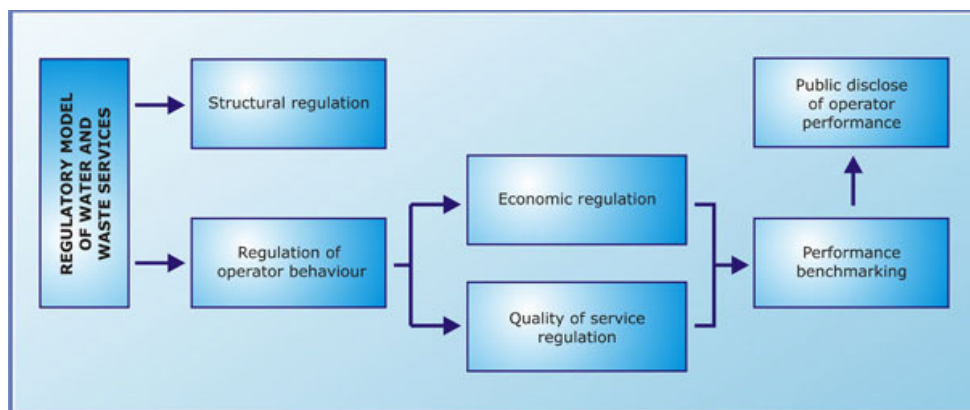 REGULATORY MODEL
OF WATER AND
WASTE SERVICES
Structural regulation
Regulation of
operator behaviour
Economic regulation
Quality of service
regulation
Public disclose
of operator
performance
Performance
benchmarking